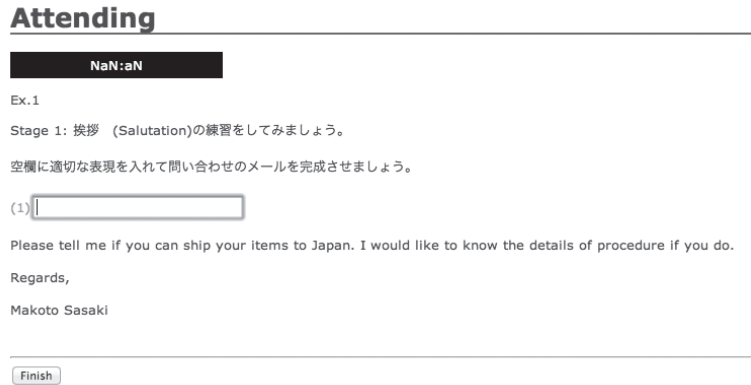 Attending
NaN:aN
Ex.1
Stage 1: 挨拶　(Salutation)の練習をしてみましょう。
空欄に適切な表現を入れて問い合わせのメールを完成させましょう。
(1)
Please tell me if you can ship your items to Japan. I would like to know the details of procedure if you do.
Regards,
Makoto Sasaki
Finish